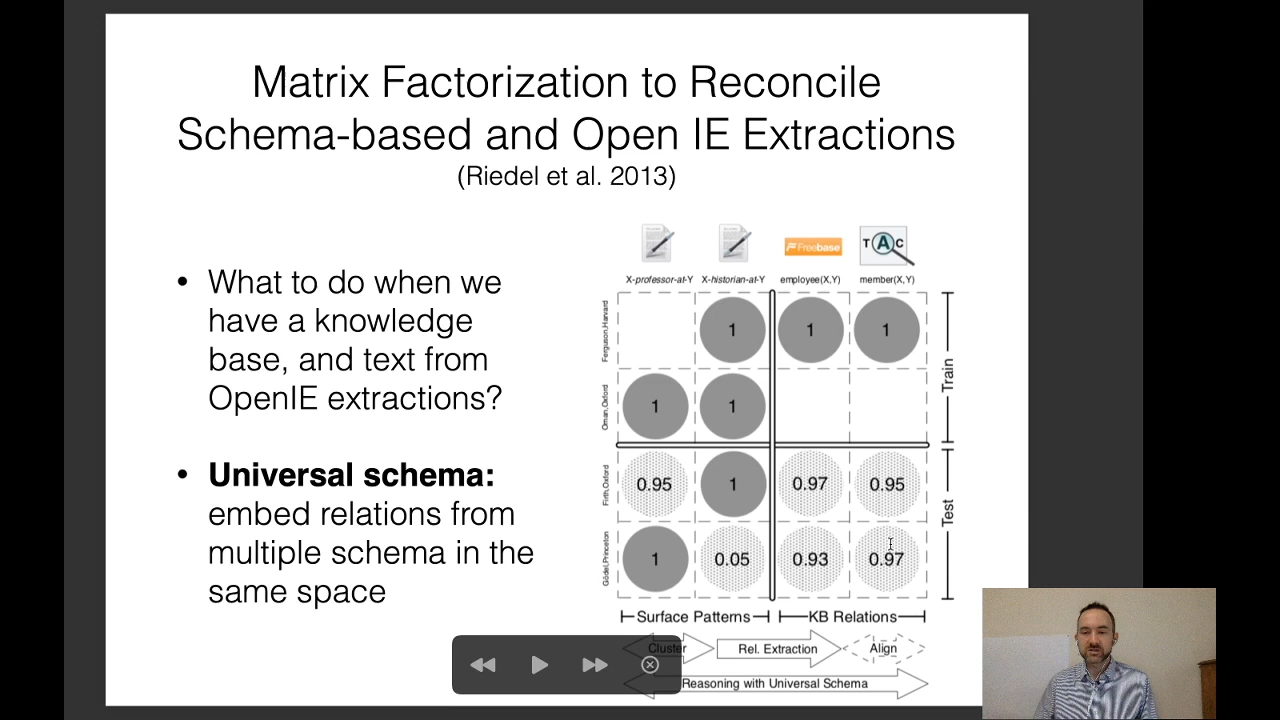 Matrix Factorization to Reconcile
Schema-based and Open IE Extractions
(Riedel et al. 2013)
• What to do when we
have a knowledge
base, and text from
OpenIE extractions?
• Universal schema:
embed relations from
multiple schema in the
same space
Freebase
T A C
X-professor-at-Y X-historian-at-Y employee(X,Y) member(X,Y)
Ferguson,Harvard
1 1 1
Oman,Oxford
1 1
Train
Firth,Oxford
0.95 1 0.97 0.95
Gödel,Princeton
1 0.05 0.93 0.97
Test
Surface Patterns KB Relations
Cluster Rel. Extraction Align
Reasoning with Universal Schema